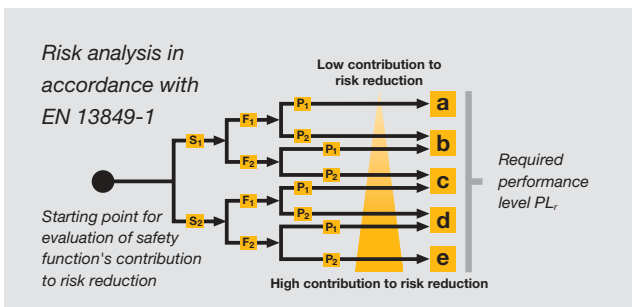 Risk analysis in
accordance with
EN 13849-1
Low contribution to
risk reduction
P1
a
F1
P2
b
S1
P1
F2
P2
c
P1
F1
P2
d
S2
P1
F2
P2
e
Required
performance
level PLr
Starting point for
evaluation of safety
function's contribution
to risk reduction
High contribution to risk reduction